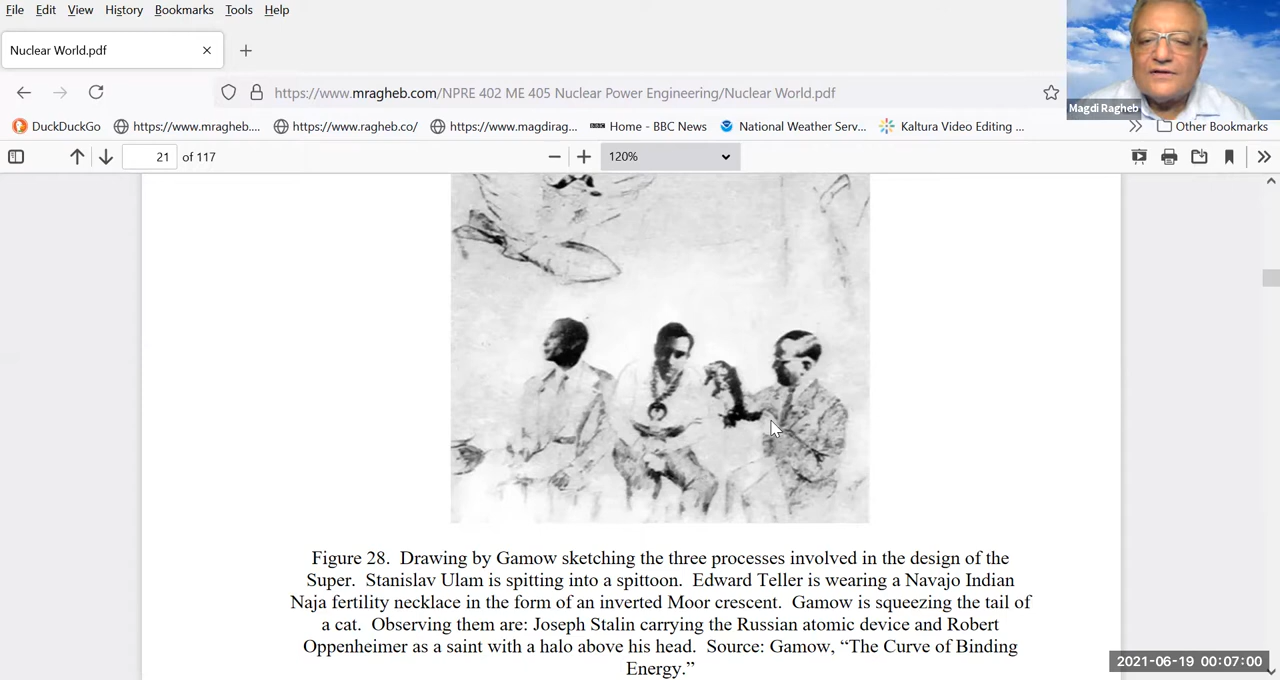 File Edit View History Bookmarks Tools Help
Nuclear World.pdf
https://www.mragheb.com/NPRE 402 ME 405 Nuclear Power Engineering/Nuclear World.pdf
Magdi Ragheb
DuckDuckGo https://www.mragheb.... https://www.ragheb.co/ https://www.magdirag... BBC Home - BBC News National Weather Serv... Kaltura Video Editing ... Other Bookmarks
21 of 117 120%
Figure 28. Drawing by Gamow sketching the three processes involved in the design of the
Super. Stanislav Ulam is spitting into a spittoon. Edward Teller is wearing a Navajo Indian
Naja fertility necklace in the form of an inverted Moor crescent. Gamow is squeezing the tail of
a cat. Observing them are: Joseph Stalin carrying the Russian atomic device and Robert
Oppenheimer as a saint with a halo above his head. Source: Gamow, “The Curve of Binding
Energy.”
2021-06-19 00:07:00